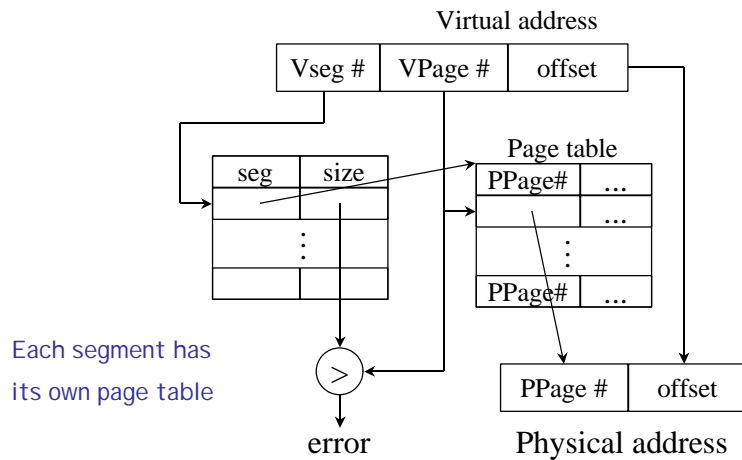 Virtual address
Vseg # VPage # offset
Page table
seg size
PPage# ...
...
⋮ ⋮
PPage# ...
Each segment has
its own page table
>
PPage # offset
error
Physical address